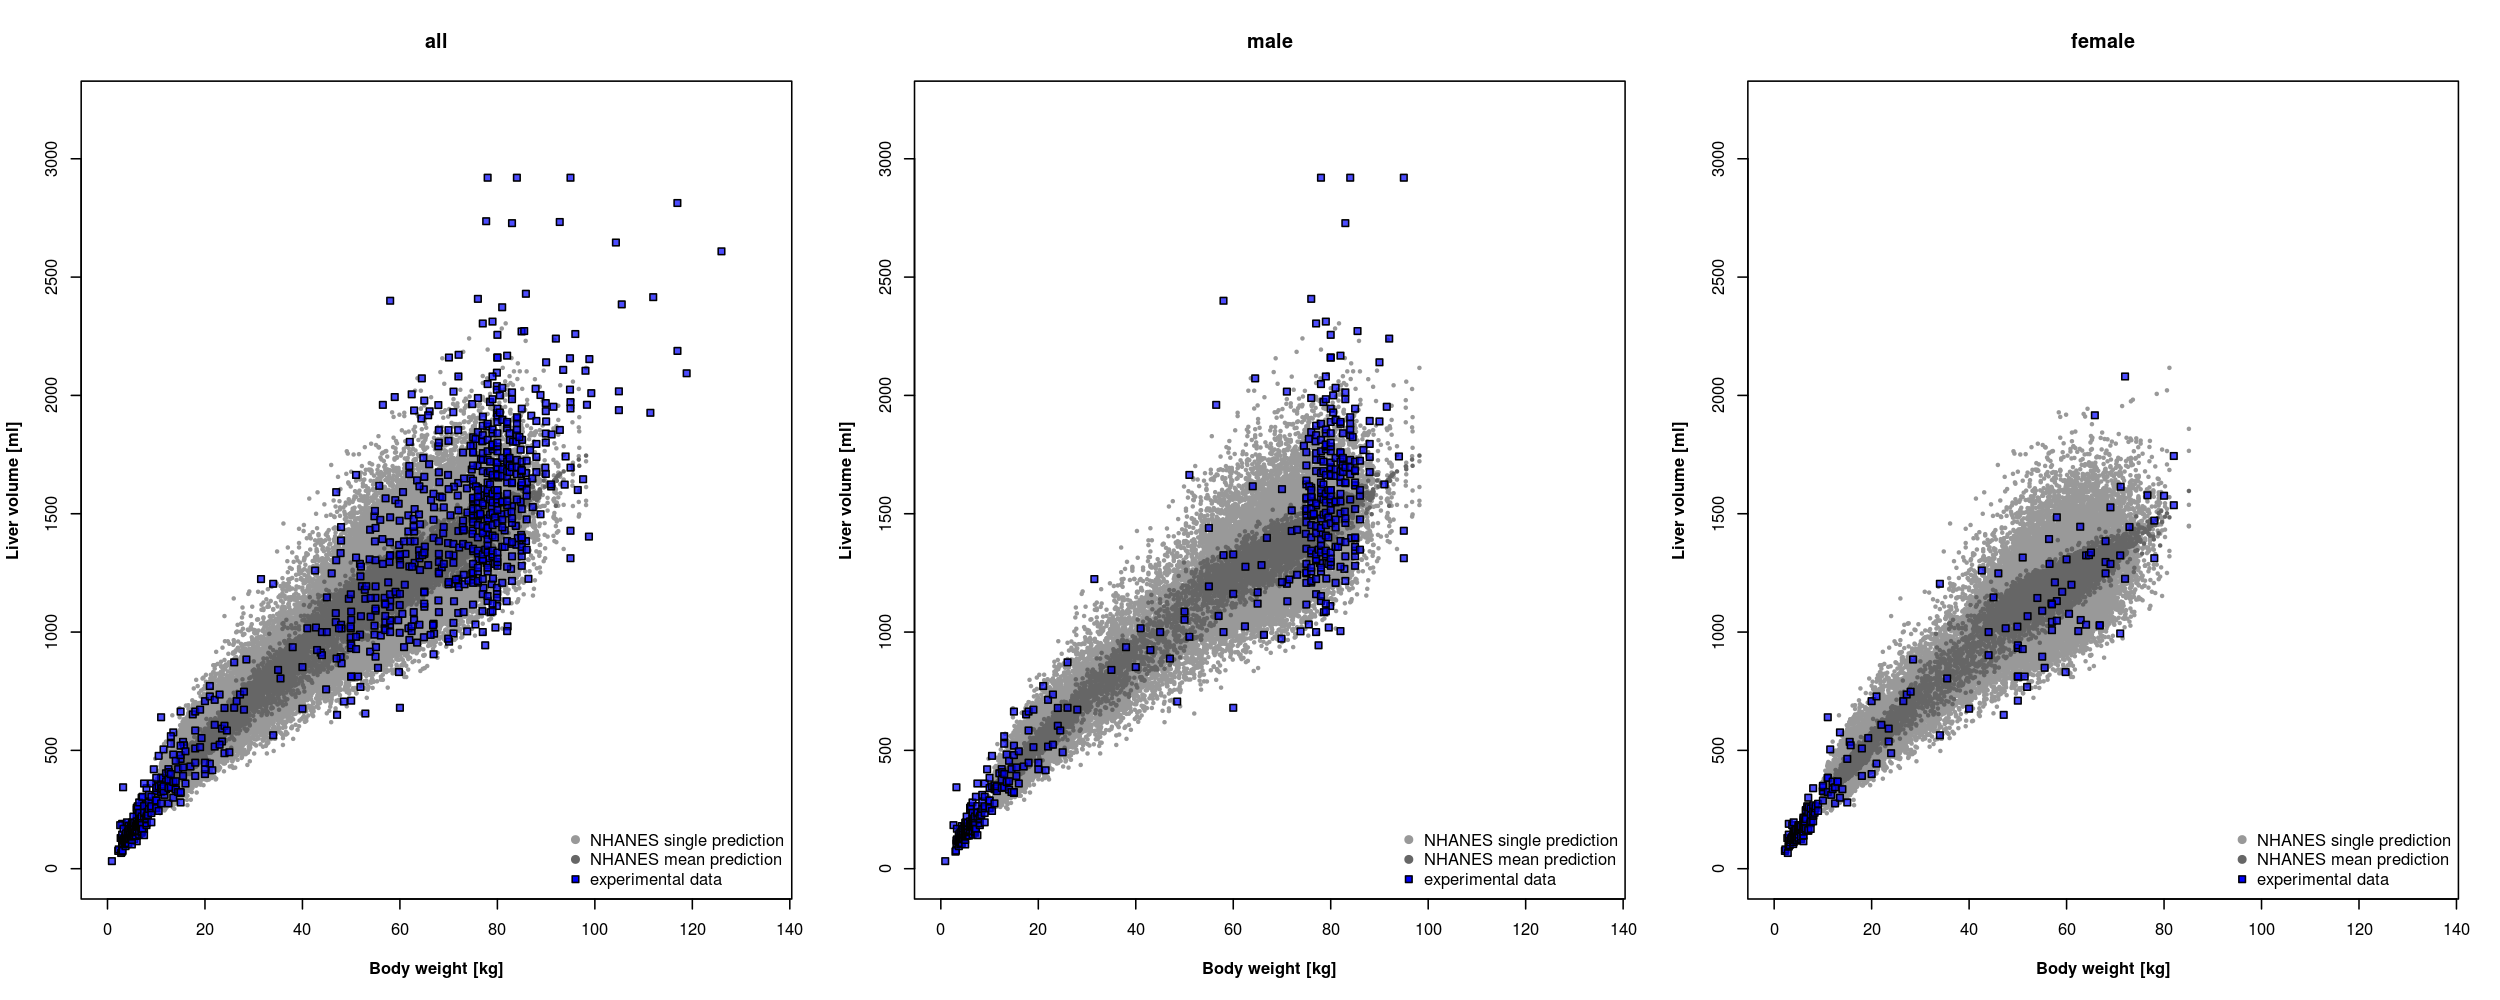 all
Liver volume [ml]
3000
2500
2000
1500
1000
500
0
NHANES single prediction
NHANES mean prediction
experimental data
0 20 40 60 80 100 120 140
Body weight [kg]
male
Liver volume [ml]
3000
2500
2000
1500
1000
500
0
NHANES single prediction
NHANES mean prediction
experimental data
0 20 40 60 80 100 120 140
Body weight [kg]
female
Liver volume [ml]
3000
2500
2000
1500
1000
500
0
NHANES single prediction
NHANES mean prediction
experimental data
0 20 40 60 80 100 120 140
Body weight [kg]